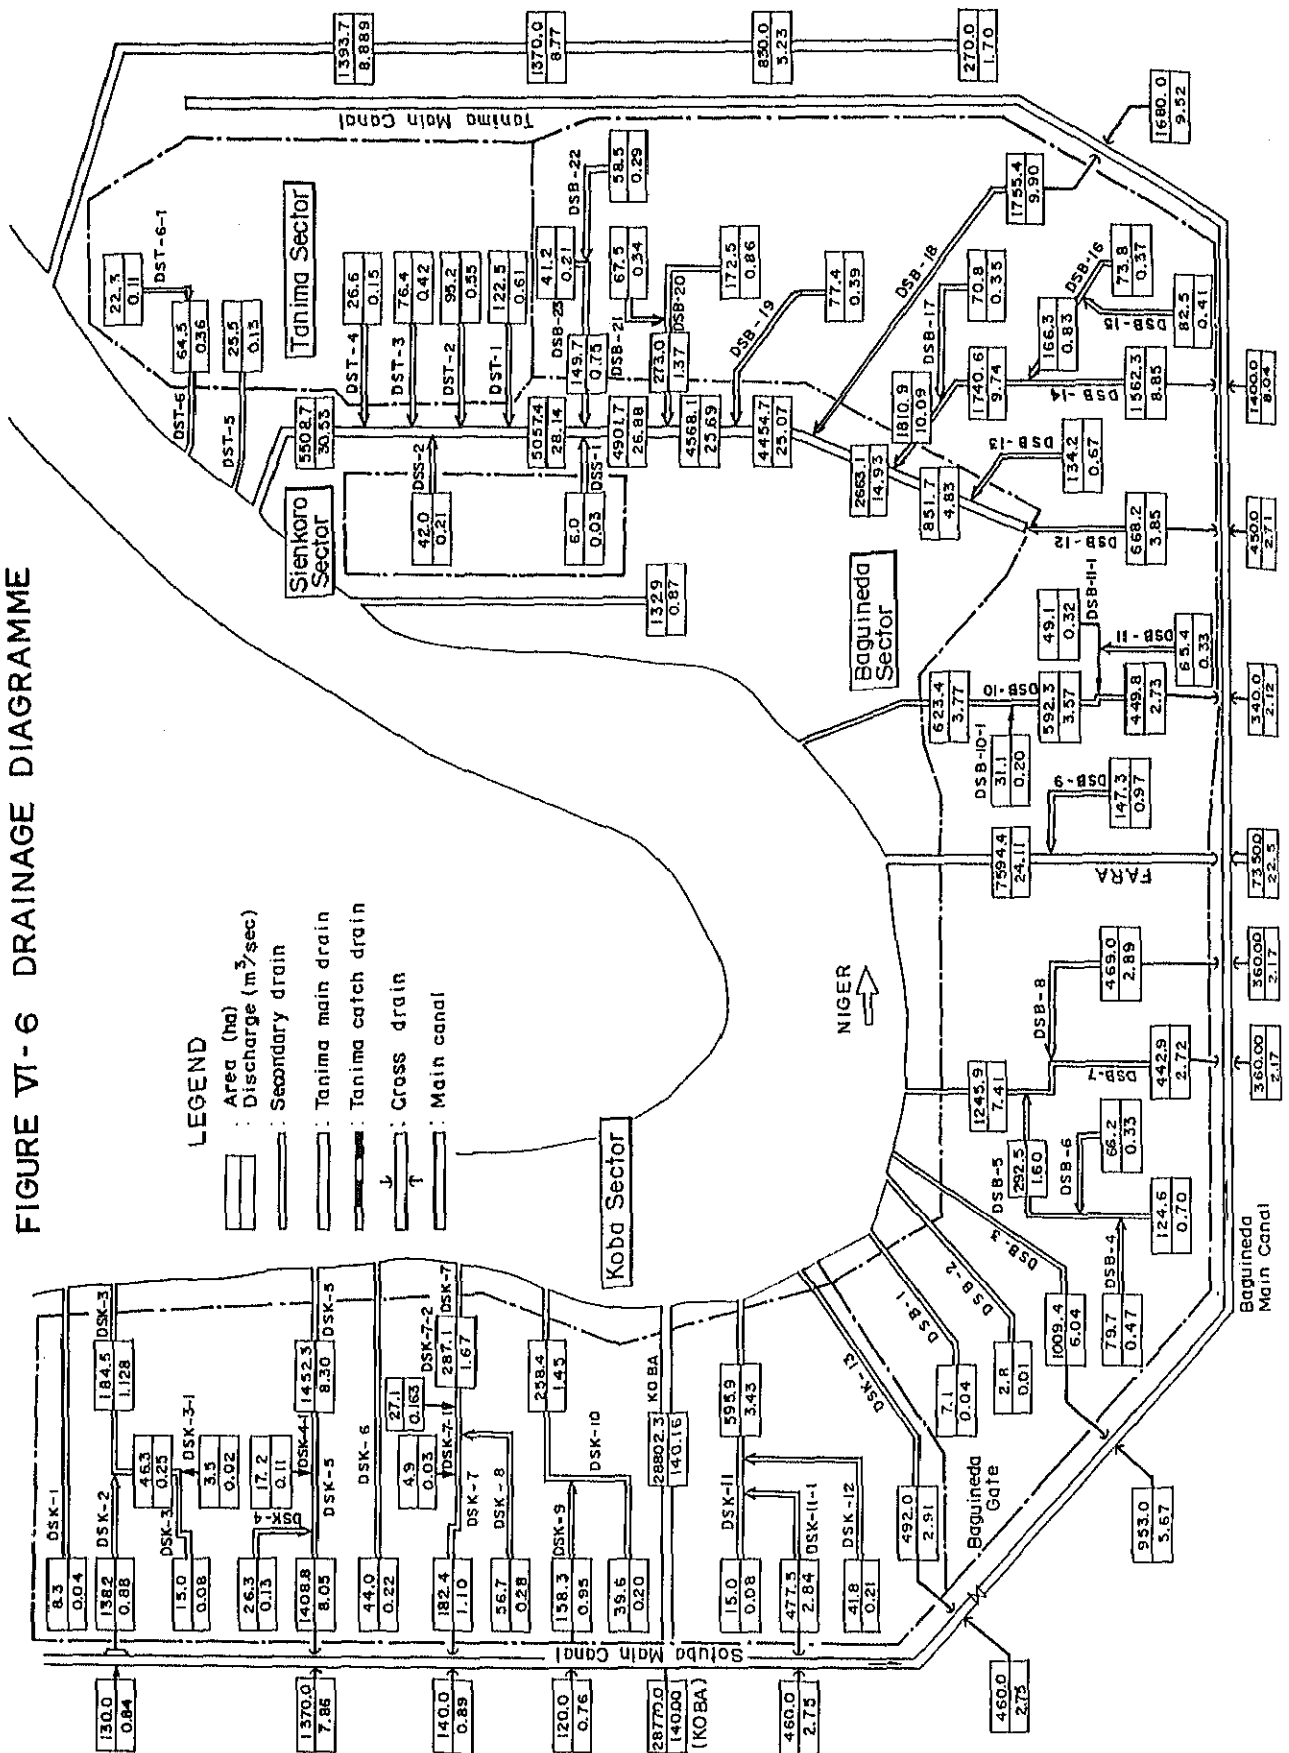 FIGURE VI-6 DRAINAGE DIAGRAMME
LEGEND
Area (ha)
Discharge (m³/sec)
: Secondary drain
: Tanima main drain
: Tanima catch drain
: Cross drain
: Main canal
Koba Sector
DSK-1
8.3
0.04
DSK-2
138.2
0.88
130.0
0.84
DSK-3
184.5
1.128
46.3
0.25
DSK-3-1
3.5
0.02
DSK-3
15.0
0.08
DSK-4-1
17.2
0.11
DSK-4
26.3
0.13
DSK-5
1452.3
8.30
DSK-5
1408.8
8.05
1370.0
7.86
DSK-6
44.0
0.22
DSK-7
287.1
1.67
DSK-7-2
27.1
0.163
DSK-7-1
4.9
0.03
DSK-7
182.4
1.10
140.0
0.89
DSK-8
56.7
0.28
258.4
1.45
DSK-9
158.3
0.95
120.0
0.76
DSK-10
39.6
0.20
KOBA
28802.3
140.16
28770.0
140.00
(KOBA)
DSK-11
595.9
3.43
15.0
0.08
DSK-11-1
477.5
2.84
460.0
2.75
DSK-12
41.8
0.21
DSK-13
492.0
2.91
460.0
2.75
Sotuba Main Canal
Baguineda
Gate
DSB-1
7.1
0.04
DSB-2
2.8
0.01
DSB-3
1009.4
6.04
953.0
5.67
DSB-4
79.7
0.47
124.6
0.70
DSB-5
292.5
1.60
DSB-6
66.2
0.33
1245.9
7.41
DSB-7
442.9
2.72
360.00
2.17
DSB-8
469.0
2.89
360.00
2.17
NIGER
Baguineda
Main Canal
7594.4
24.11
FARA
7350.0
22.5
DSB-9
147.3
0.97
623.4
3.77
DSB-10
592.3
3.57
DSB-10-1
31.1
0.20
449.8
2.73
340.0
2.12
DSB-11-1
49.1
0.32
DSB-11
65.4
0.33
Baguineda
Sector
DSB-12
668.2
3.85
450.0
2.71
DSB-13
134.2
0.67
851.7
4.83
2663.1
14.93
1810.9
10.09
DSB-14
1740.6
9.74
1562.3
8.85
1400.0
8.04
166.3
0.83
DSB-15
82.5
0.41
DSB-16
73.8
0.37
DSB-17
70.8
0.35
DSB-18
1755.4
9.90
1680.0
9.52
4454.7
25.07
DSB-19
77.4
0.39
4568.1
25.69
273.0
1.37
DSB-20
172.5
0.86
DSB-21
67.5
0.34
4901.7
26.88
149.7
0.75
DSB-22
58.5
0.29
DSB-23
41.2
0.21
5057.4
28.14
Sienkoro
Sector
DSS-1
6.0
0.03
DSS-2
42.0
0.21
132.9
0.87
5508.7
30.53
Tanima Sector
DST-1
122.5
0.61
DST-2
95.2
0.55
DST-3
76.4
0.42
DST-4
26.6
0.15
DST-5
25.5
0.13
DST-6
64.5
0.36
DST-6-1
22.3
0.11
Tanima Main Canal
1393.7
8.889
1370.0
8.77
830.0
5.23
270.0
1.70